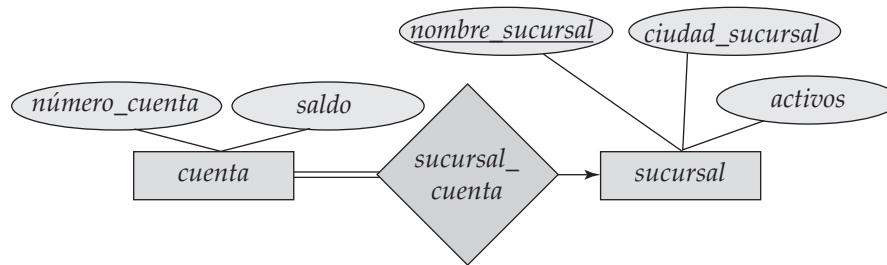 nombre_sucursal
ciudad_sucursal
número_cuenta
saldo
activos
cuenta
sucursal_
cuenta
sucursal